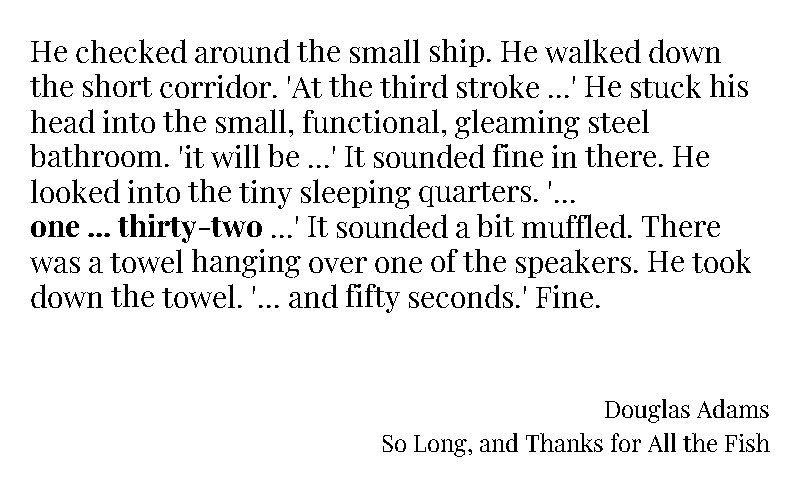 He checked around the small ship. He walked down
the short corridor. 'At the third stroke ...' He stuck his
head into the small, functional, gleaming steel
bathroom. 'it will be ...' It sounded fine in there. He
looked into the tiny sleeping quarters. '...
one ... thirty-two ...' It sounded a bit muffled. There
was a towel hanging over one of the speakers. He took
down the towel. '... and fifty seconds.' Fine.
Douglas Adams
So Long, and Thanks for All the Fish